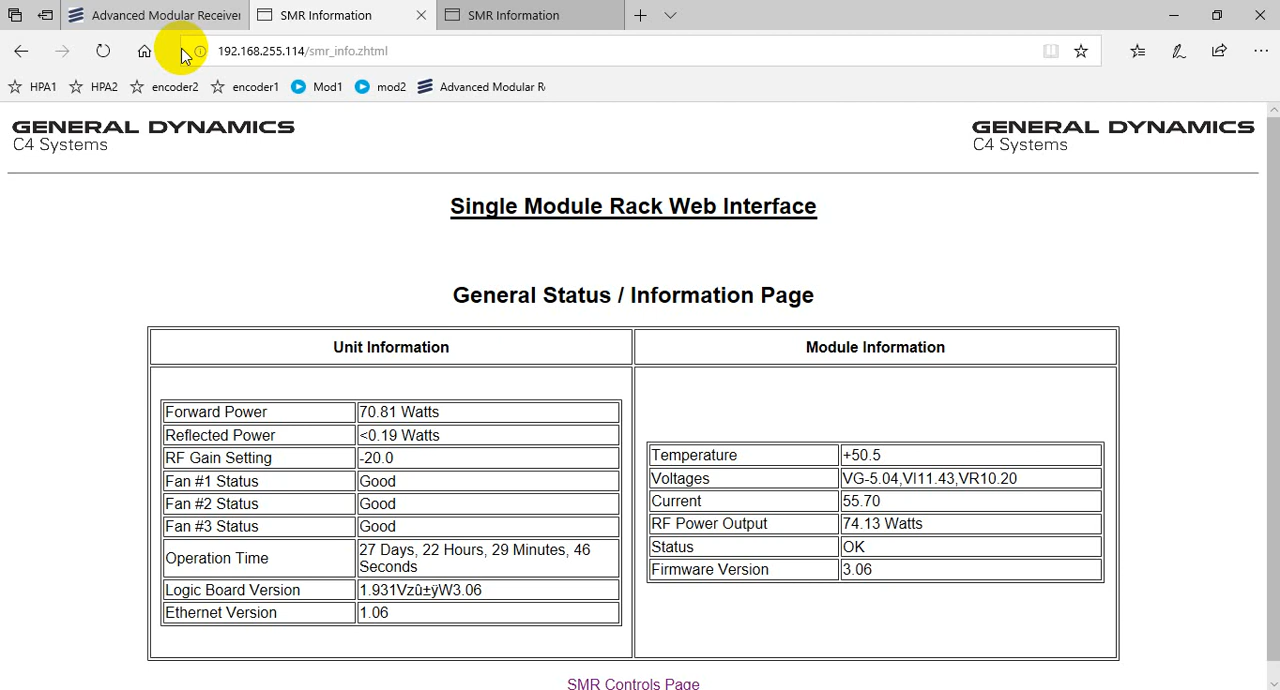 Advanced Modular Receiver
SMR Information
SMR Information
192.168.255.114/smr_info.zhtml
HPA1
HPA2
encoder2
encoder1
Mod1
mod2
Advanced Modular Re
GENERAL DYNAMICS
C4 Systems
GENERAL DYNAMICS
C4 Systems
Single Module Rack Web Interface
General Status / Information Page
Unit Information
Module Information
Forward Power 70.81 Watts
Reflected Power <0.19 Watts
RF Gain Setting -20.0
Fan #1 Status Good
Fan #2 Status Good
Fan #3 Status Good
Operation Time 27 Days, 22 Hours, 29 Minutes, 46
Seconds
Logic Board Version 1.931Vzû±ÿW3.06
Ethernet Version 1.06
Temperature +50.5
Voltages VG-5.04,VI11.43,VR10.20
Current 55.70
RF Power Output 74.13 Watts
Status OK
Firmware Version 3.06
SMR Controls Page